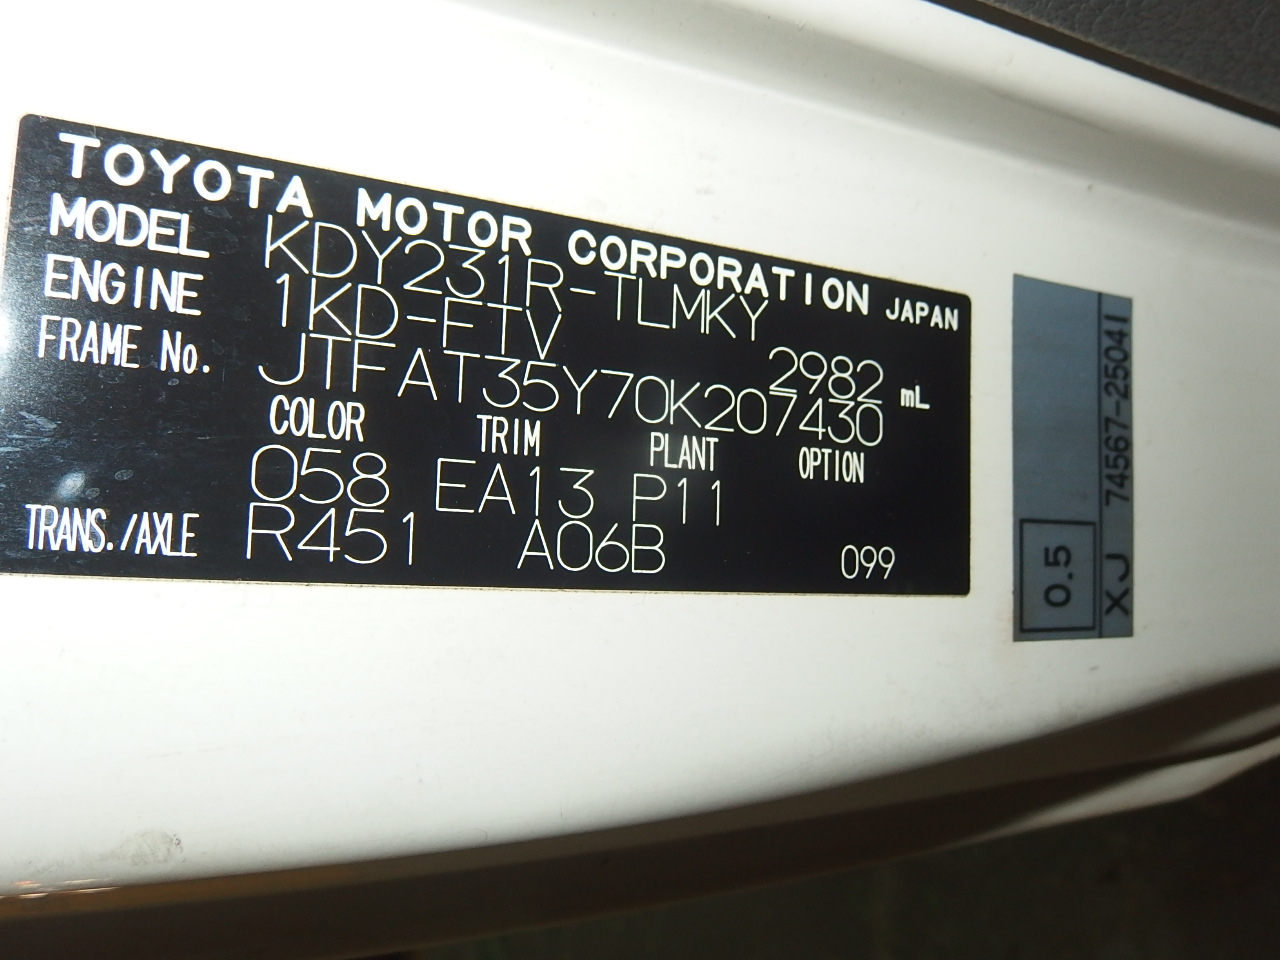 TOYOTA MOTOR CORPORATION JAPAN
MODEL KDY231R-TLMKY
ENGINE 1KD-FTV 2982 mL
FRAME No. JTFAT35Y70K207430
COLOR TRIM PLANT OPTION
058 EA13 P11
TRANS./AXLE R451 A06B 099
0.5
XJ 74567-25041